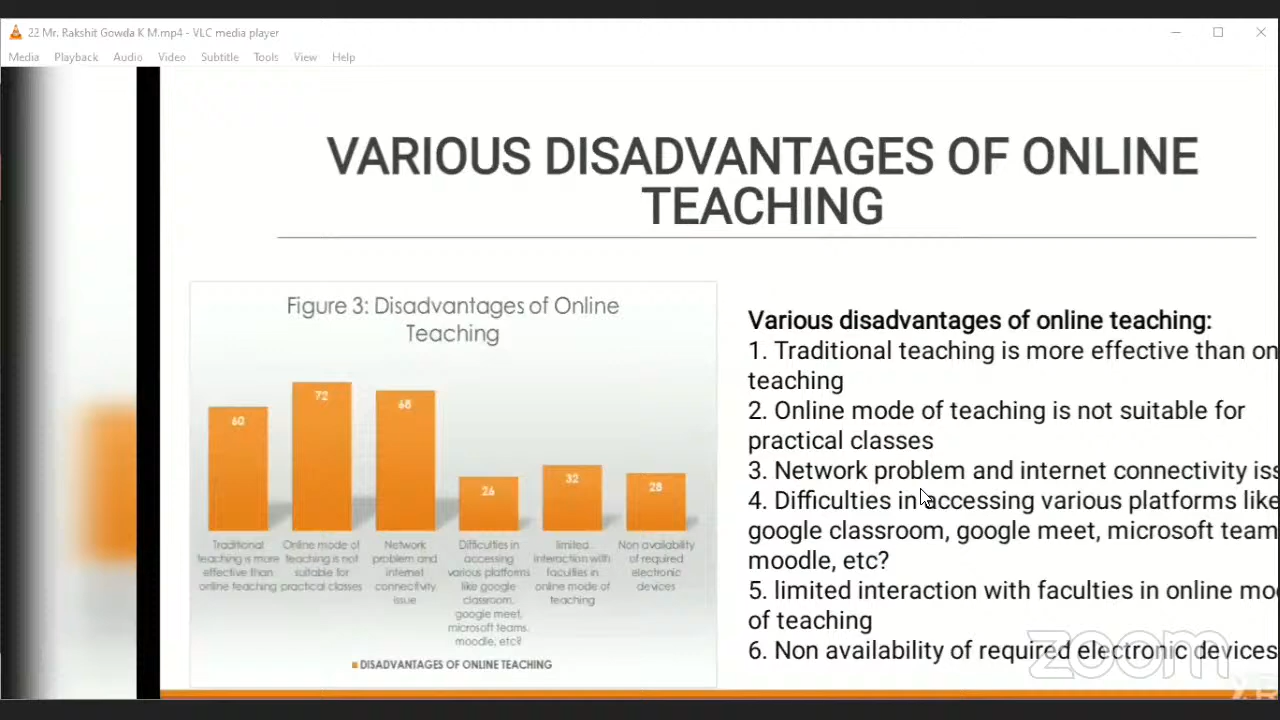 22 Mr. Rakshit Gowda K M.mp4 - VLC media player
Media Playback Audio Video Subtitle Tools View Help
VARIOUS DISADVANTAGES OF ONLINE
TEACHING
Figure 3: Disadvantages of Online
Teaching
60
72
68
26
32
28
Traditional
teaching is more
effective than
online teaching
Online mode of
teaching is not
suitable for
practical classes
Network
problem and
internet
connectivity
issue
Difficulties in
accessing
various platforms
like google
classroom,
google meet,
microsoft teams,
moodle, etc?
limited
interaction with
faculties in
online mode of
teaching
Non availability
of required
electronic
devices
DISADVANTAGES OF ONLINE TEACHING
Various disadvantages of online teaching:
1. Traditional teaching is more effective than on
teaching
2. Online mode of teaching is not suitable for
practical classes
3. Network problem and internet connectivity iss
4. Difficulties in accessing various platforms like
google classroom, google meet, microsoft team
moodle, etc?
5. limited interaction with faculties in online mo
of teaching
6. Non availability of required electronic devices
zoom